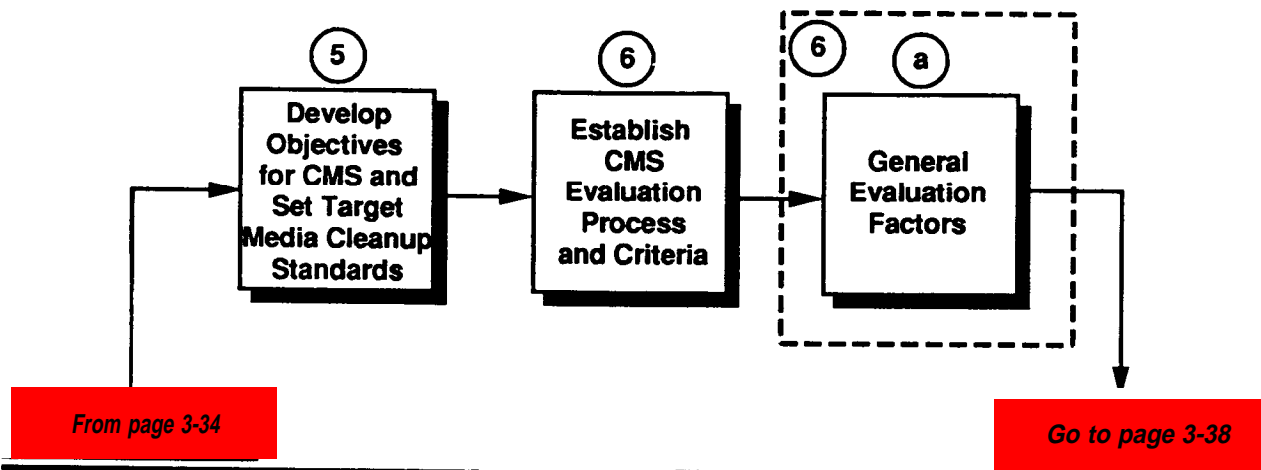 5
Develop
Objectives
for CMS and
Set Target
Media Cleanup
Standards
6
Establish
CMS
Evaluation
Process
and Criteria
6
a
General
Evaluation
Factors
From page 3-34
Go to page 3-38